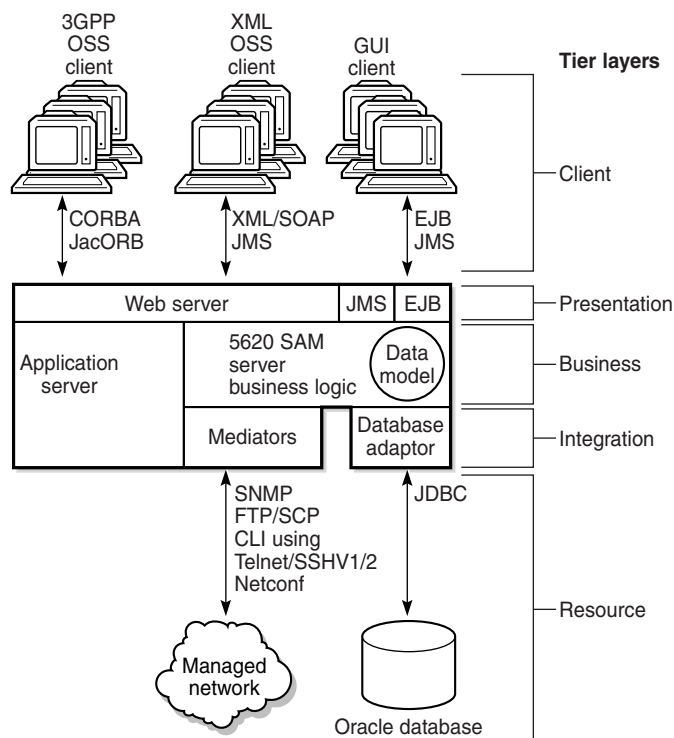 3GPP
OSS
client
XML
OSS
client
GUI
client
Tier layers
Client
CORBA
JacORB
XML/SOAP
JMS
EJB
JMS
Web server
JMS
EJB
Presentation
Application
server
5620 SAM
server
business logic
Data
model
Business
Mediators
Database
adaptor
Integration
SNMP
FTP/SCP
CLI using
Telnet/SSHV1/2
Netconf
JDBC
Resource
Managed
network
Oracle database